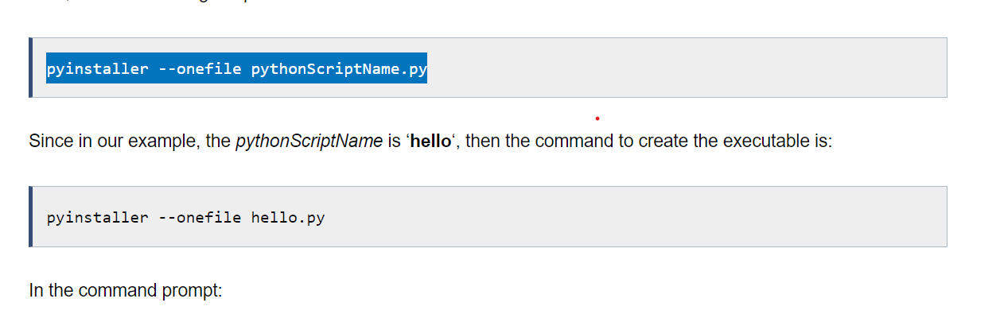 pyinstaller --onefile pythonScriptName.py
Since in our example, the pythonScriptName is ‘hello‘, then the command to create the executable is:
pyinstaller --onefile hello.py
In the command prompt: